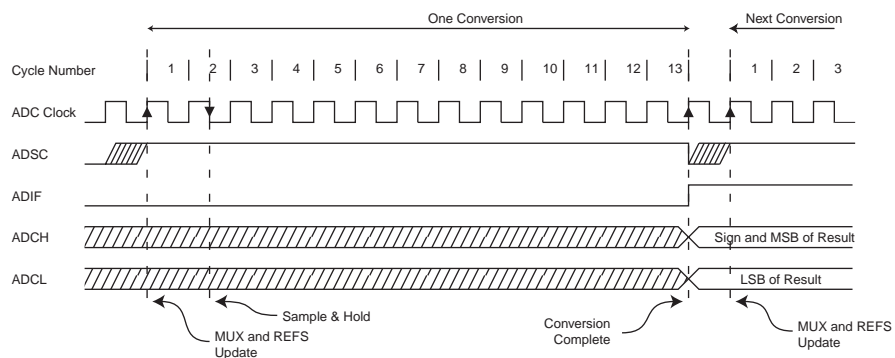 One Conversion
Next Conversion
Cycle Number 1 2 3 4 5 6 7 8 9 10 11 12 13 1 2 3
ADC Clock
ADSC
ADIF
ADCH
Sign and MSB of Result
ADCL
LSB of Result
Sample & Hold
MUX and REFS
Update
Conversion
Complete
MUX and REFS
Update